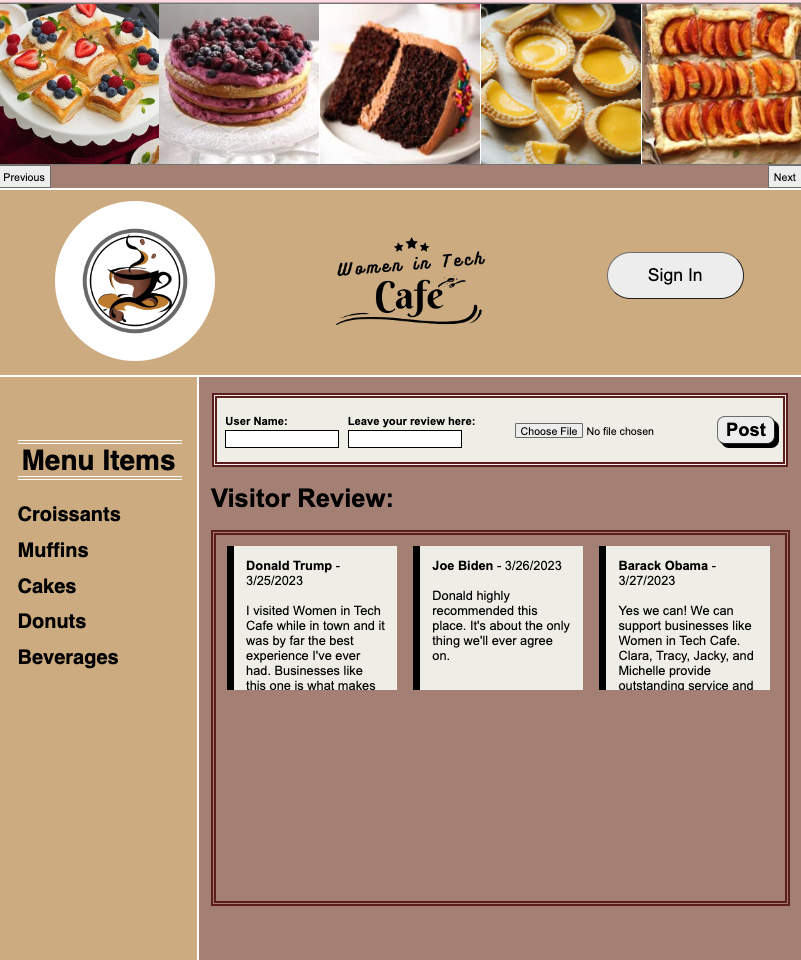 Previous
Next
Women in Tech
Cafe
Sign In
Menu Items
Croissants
Muffins
Cakes
Donuts
Beverages
User Name:
Leave your review here:
Choose File No file chosen
Post
Visitor Review:
Donald Trump -
3/25/2023
I visited Women in Tech
Cafe while in town and it
was by far the best
experience I've ever
had. Businesses like
this one is what makes
Joe Biden - 3/26/2023
Donald highly
recommended this
place. It's about the only
thing we'll ever agree
on.
Barack Obama -
3/27/2023
Yes we can! We can
support businesses like
Women in Tech Cafe.
Clara, Tracy, Jacky, and
Michelle provide
outstanding service and